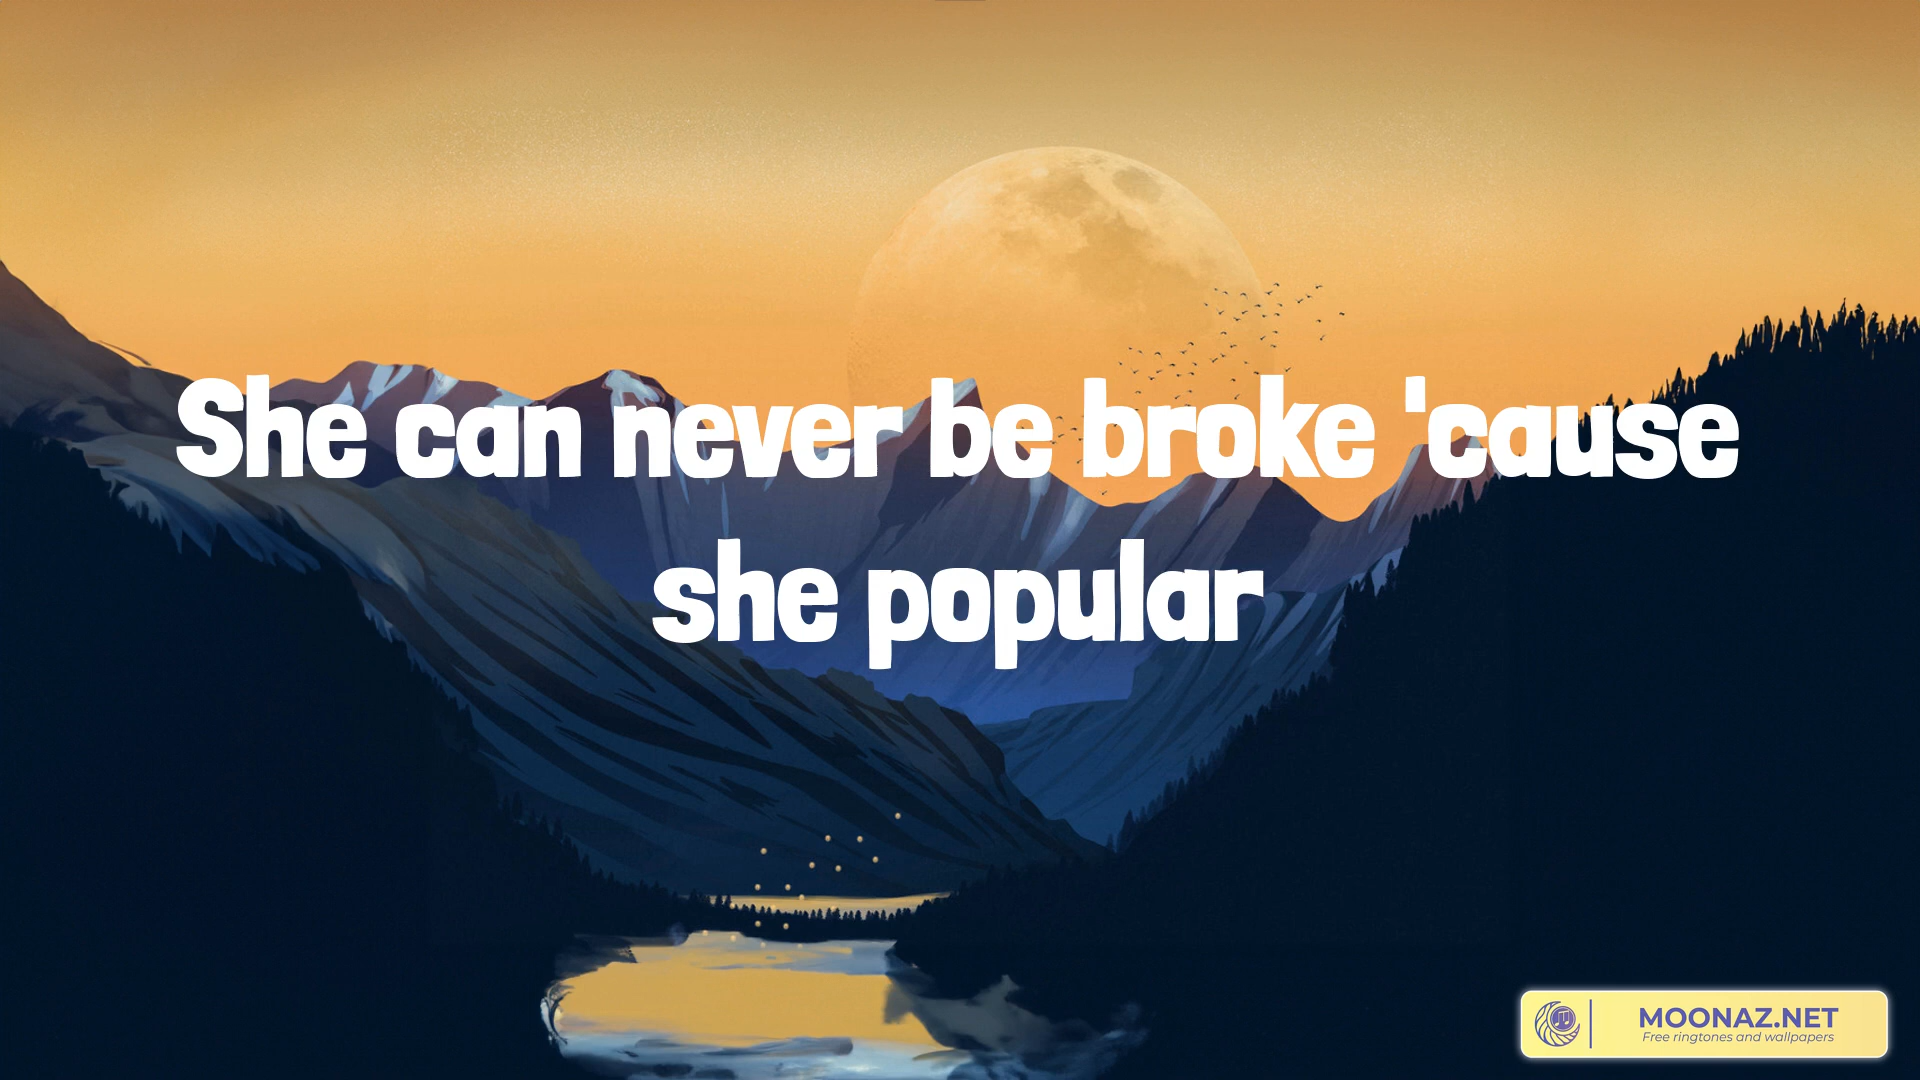 She can never be broke 'cause
she popular
MOONAZ.NET
Free ringtones and wallpapers